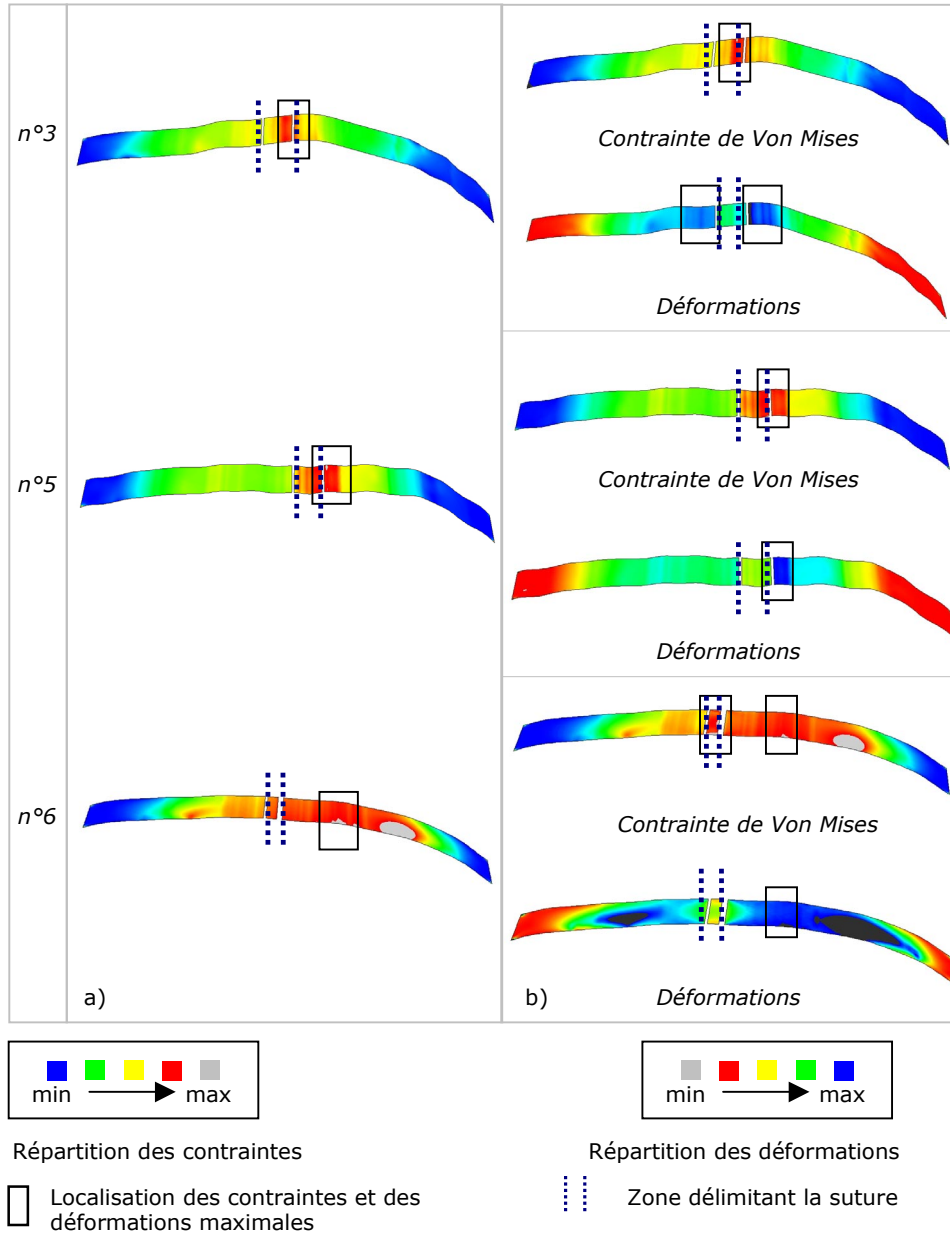 n°3
Contrainte de Von Mises
Déformations
n°5
Contrainte de Von Mises
Déformations
n°6
Contrainte de Von Mises
a)
b)
Déformations
min
max
min
max
Répartition des contraintes
Répartition des déformations
Localisation des contraintes et des
déformations maximales
Zone délimitant la suture